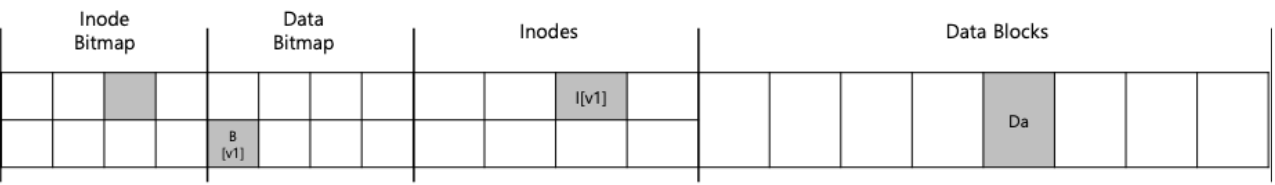 Inode
Bitmap
Data
Bitmap
Inodes
Data Blocks
I[v1]
B
[v1]
Da